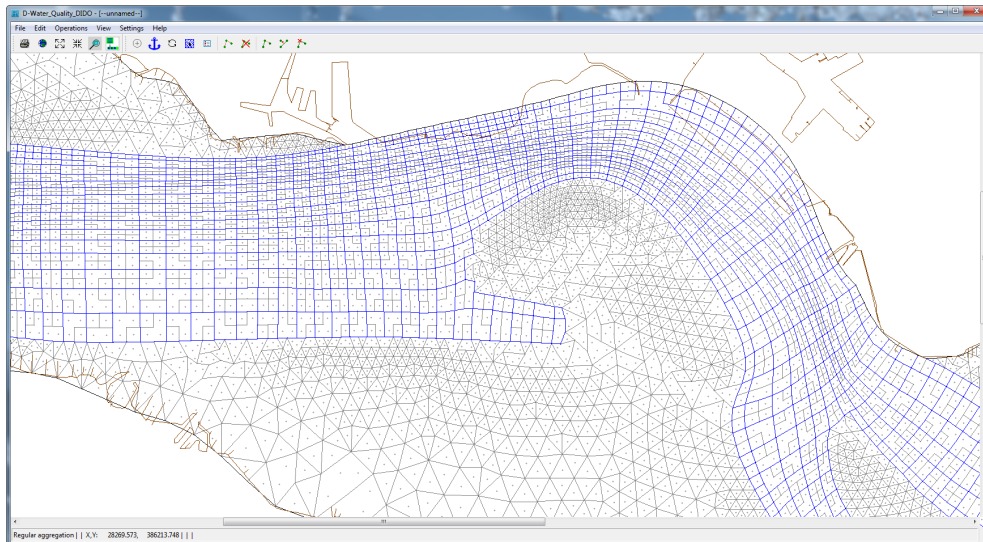 D-Water_Quality_DIDO - [--unnamed--]
File Edit Operations View Settings Help
Regular aggregation | | X,Y: 28269.573, 386213.748 | | |